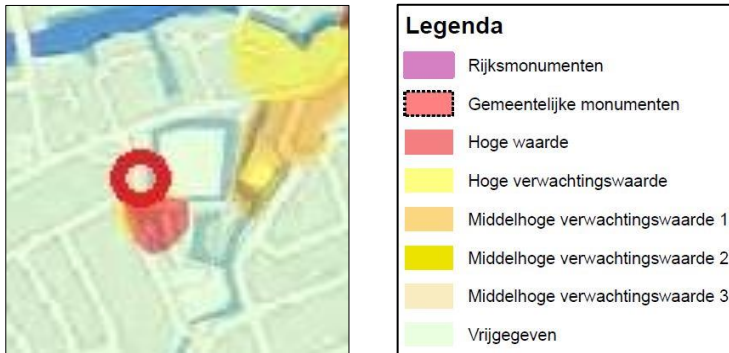 Legenda
Rijksmonumenten
Gemeentelijke monumenten
Hoge waarde
Hoge verwachtingswaarde
Middelhoge verwachtingswaarde 1
Middelhoge verwachtingswaarde 2
Middelhoge verwachtingswaarde 3
Vrijgegeven